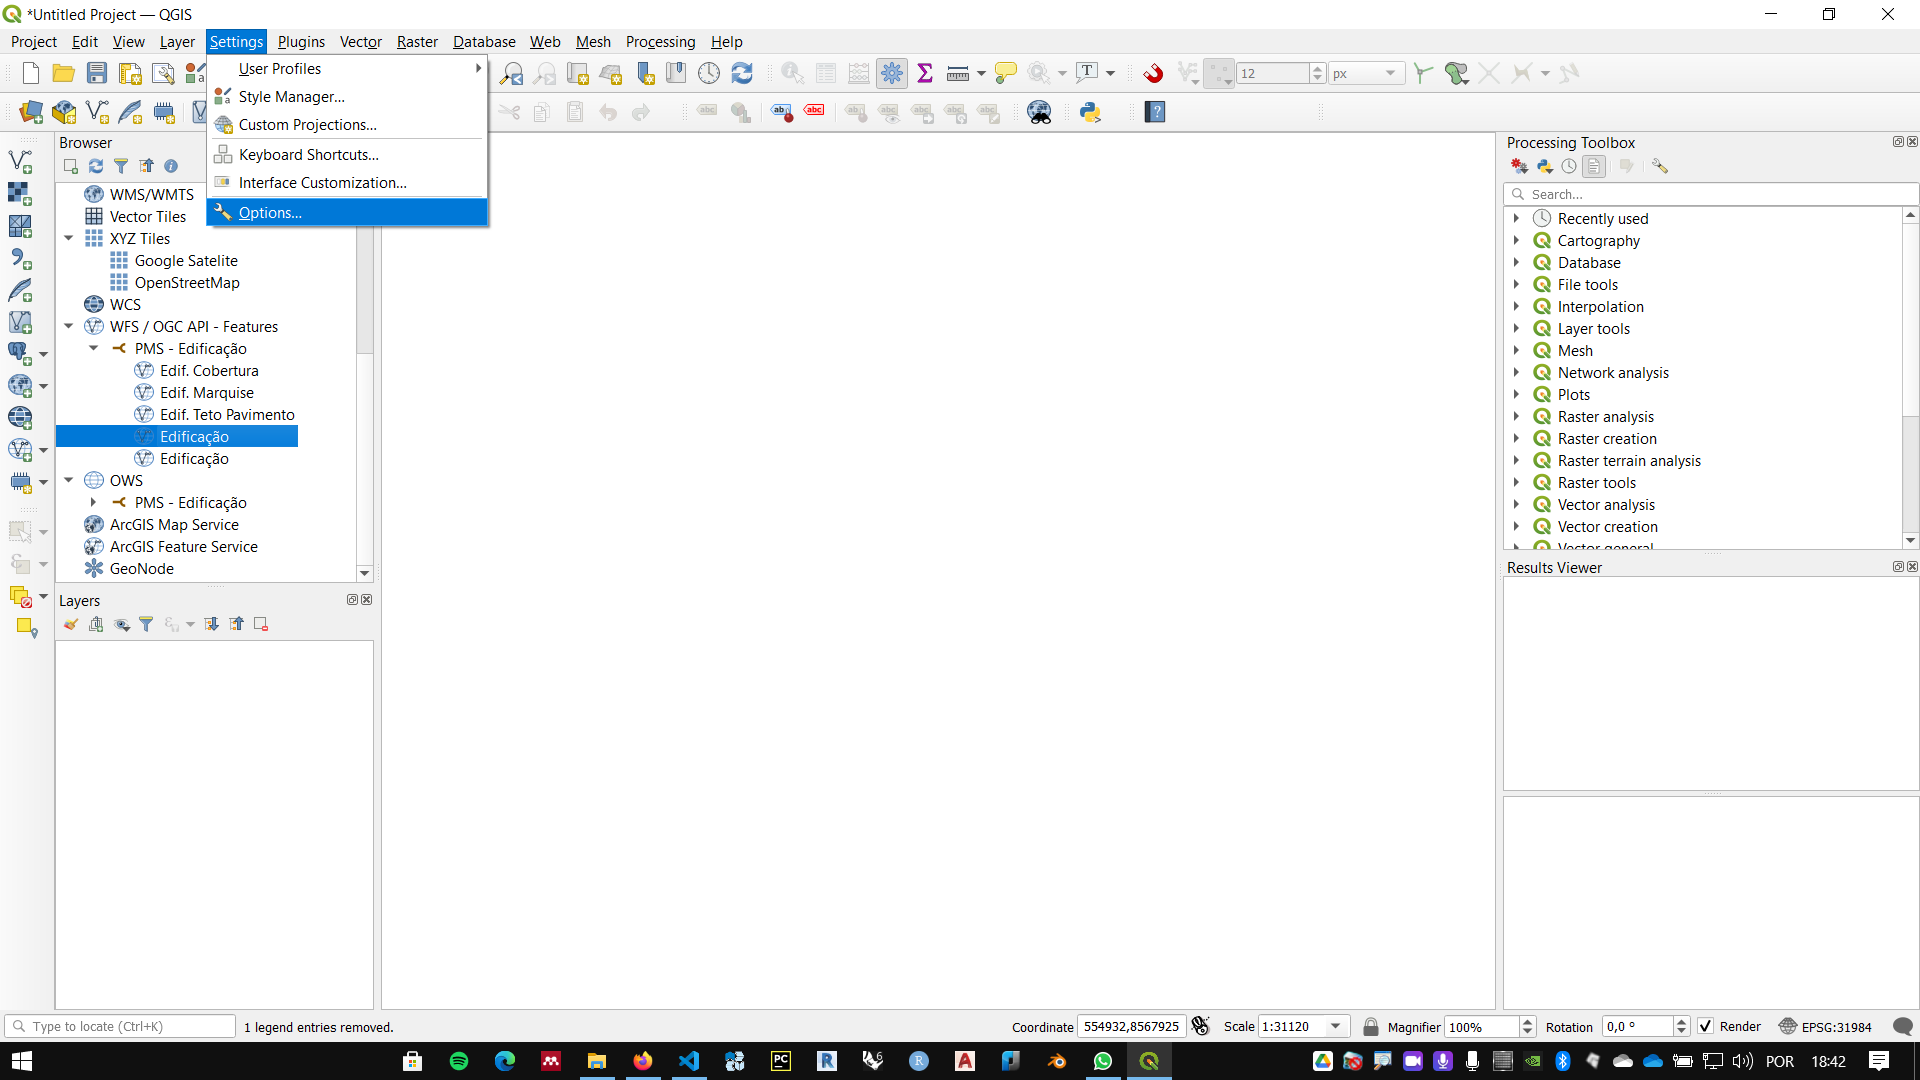 *Untitled Project — QGIS
Project Edit View Layer Settings Plugins Vector Raster Database Web Mesh Processing Help
User Profiles
Style Manager...
Custom Projections...
Keyboard Shortcuts...
Interface Customization...
Options...
12 px
Browser
WMS/WMTS
Vector Tiles
XYZ Tiles
Google Satelite
OpenStreetMap
WCS
WFS / OGC API - Features
PMS - Edificação
Edif. Cobertura
Edif. Marquise
Edif. Teto Pavimento
Edificação
Edificação
OWS
PMS - Edificação
ArcGIS Map Service
ArcGIS Feature Service
GeoNode
Layers
Processing Toolbox
Search...
Recently used
Cartography
Database
File tools
Interpolation
Layer tools
Mesh
Network analysis
Plots
Raster analysis
Raster creation
Raster terrain analysis
Raster tools
Vector analysis
Vector creation
Vector general
Results Viewer
Type to locate (Ctrl+K) 1 legend entries removed. Coordinate 554932,8567925 Scale 1:31120 Magnifier 100% Rotation 0,0 ° Render EPSG:31984
POR 18:42